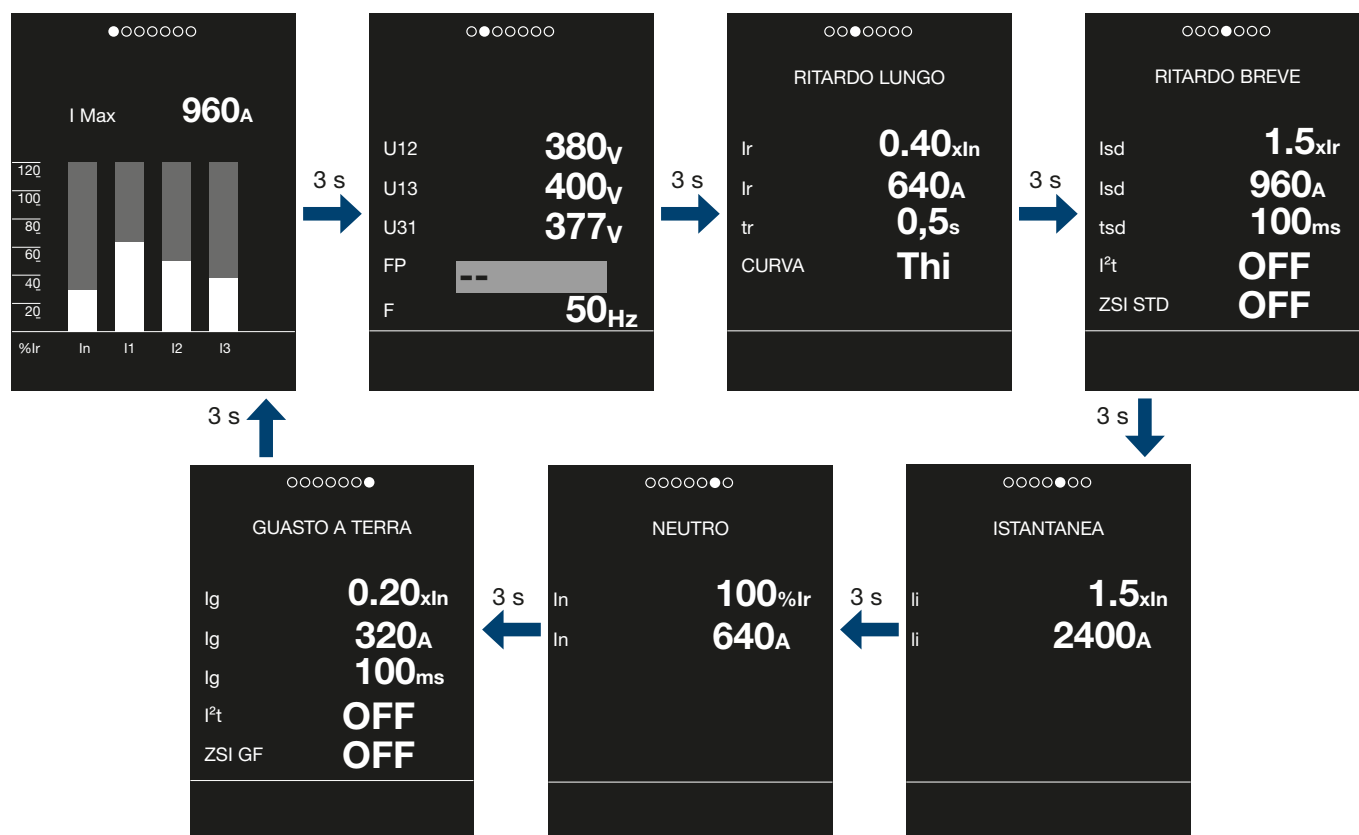 I Max 960A
120
100
80
60
40
20
%Ir In I1 I2 I3
3 s
U12 380V
U13 400V
U31 377V
FP --
F 50Hz
3 s
RITARDO LUNGO
Ir 0.40xIn
Ir 640A
tr 0,5s
CURVA Thi
3 s
RITARDO BREVE
Isd 1.5xIr
Isd 960A
tsd 100ms
I²t OFF
ZSI STD OFF
3 s
ISTANTANEA
Ii 1.5xIn
Ii 2400A
3 s
NEUTRO
In 100%Ir
In 640A
3 s
GUASTO A TERRA
Ig 0.20xIn
Ig 320A
Ig 100ms
I²t OFF
ZSI GF OFF
3 s